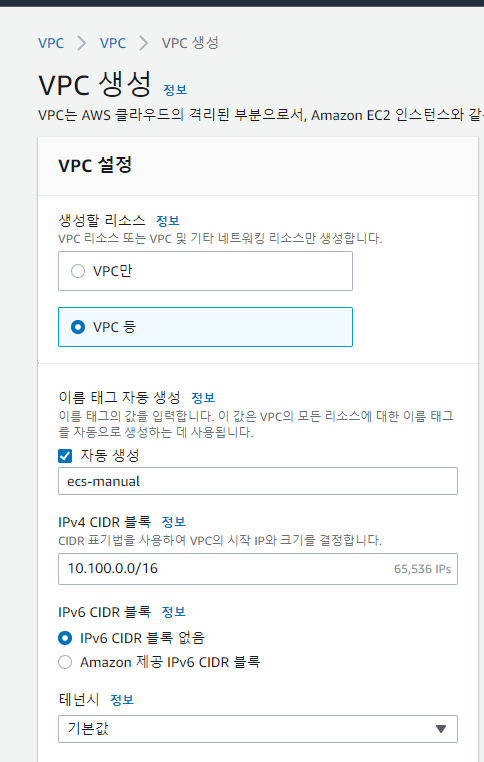 VPC > VPC > VPC 생성
VPC 생성 정보
VPC는 AWS 클라우드의 격리된 부분으로서, Amazon EC2 인스턴스와 같
VPC 설정
생성할 리소스 정보
VPC 리소스 또는 VPC 및 기타 네트워킹 리소스만 생성합니다.
VPC만
VPC 등
이름 태그 자동 생성 정보
이름 태그의 값을 입력합니다. 이 값은 VPC의 모든 리소스에 대한 이름 태그
를 자동으로 생성하는 데 사용됩니다.
자동 생성
ecs-manual
IPv4 CIDR 블록 정보
CIDR 표기법을 사용하여 VPC의 시작 IP와 크기를 결정합니다.
10.100.0.0/16 65,536 IPs
IPv6 CIDR 블록 정보
IPv6 CIDR 블록 없음
Amazon 제공 IPv6 CIDR 블록
테넌시 정보
기본값